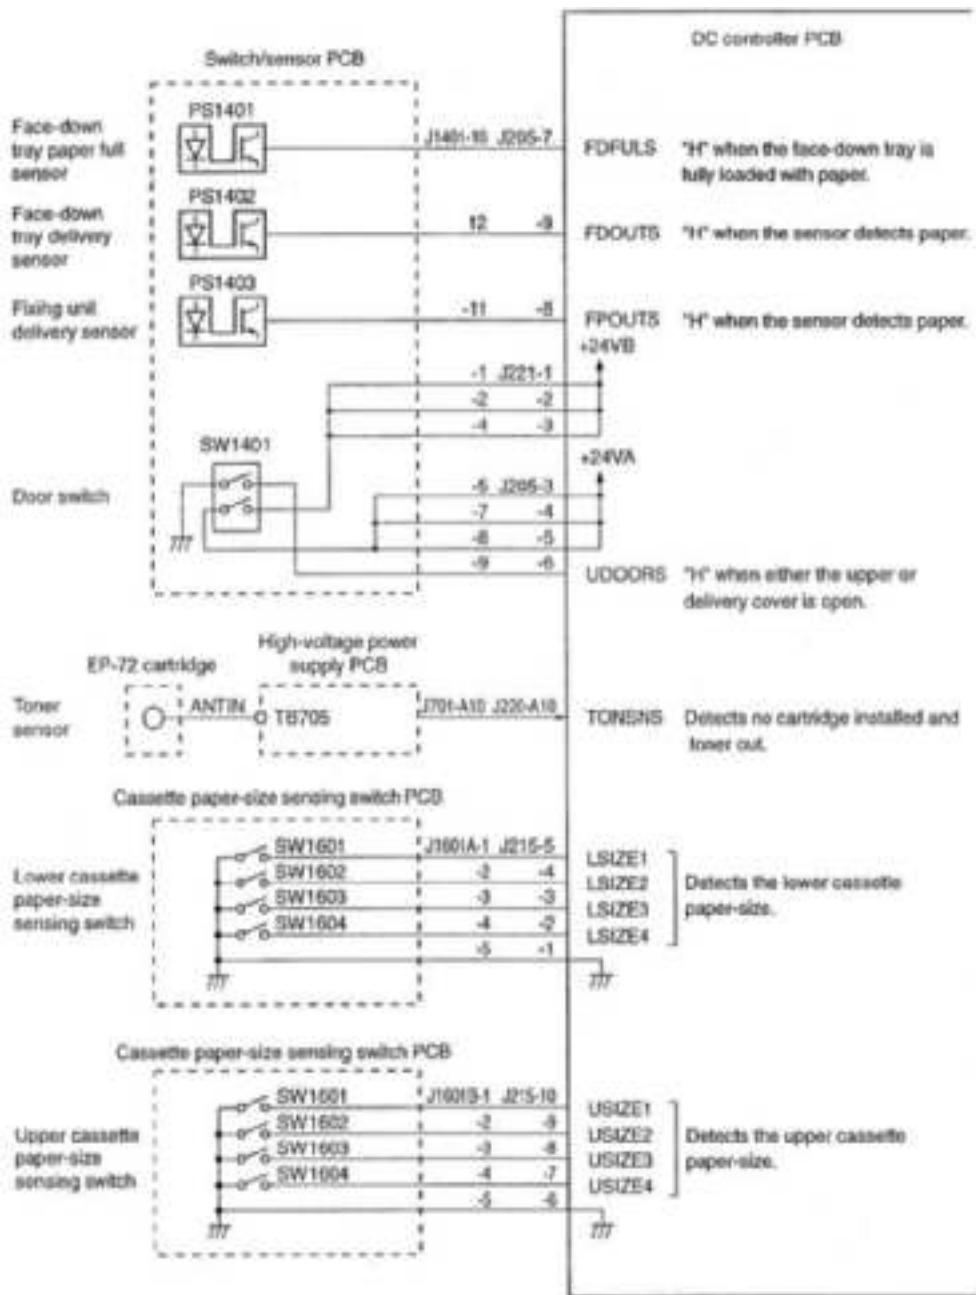 DC controller PCB
Switch/sensor PCB
PS1401
Face-down
tray paper full
sensor
J1401-10 J205-7
FDFULS "H" when the face-down tray is
fully loaded with paper.
PS1402
Face-down
tray delivery
sensor
12 -9
FDOUTS "H" when the sensor detects paper.
PS1403
Fixing unit
delivery sensor
-11 -8
FPOUTS "H" when the sensor detects paper.
+24VB
-1 J221-1
-2 -2
-4 -3
SW1401
+24VA
Door switch
J205-3
-7 -4
-8 -5
-9 -6
UDOORS "H" when either the upper or
delivery cover is open.
EP-72 cartridge
High-voltage power
supply PCB
Toner
sensor
ANTIN
TB705
J701-A10 J220-A10
TONSNS Detects no cartridge installed and
toner out.
Cassette paper-size sensing switch PCB
Lower cassette
paper-size
sensing switch
SW1601 J1601A-1 J215-5 LSIZE1
SW1602 -2 -4 LSIZE2
SW1603 -3 -3 LSIZE3
SW1604 -4 -2 LSIZE4
-5 -1
Detects the lower cassette
paper-size.
Cassette paper-size sensing switch PCB
Upper cassette
paper-size
sensing switch
SW1601 J1601B-1 J215-10 USIZE1
SW1602 -2 -9 USIZE2
SW1603 -3 -8 USIZE3
SW1604 -4 -7 USIZE4
-5 -6
Detects the upper cassette
paper-size.